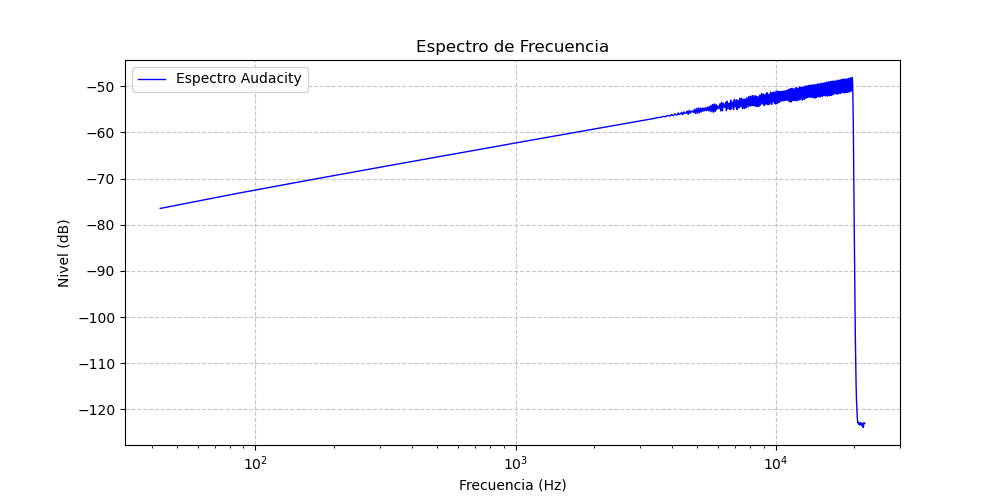 Espectro de Frecuencia
Espectro Audacity
−50
−60
−70
−80
−90
−100
−110
−120
Nivel (dB)
10²
10³
10⁴
Frecuencia (Hz)